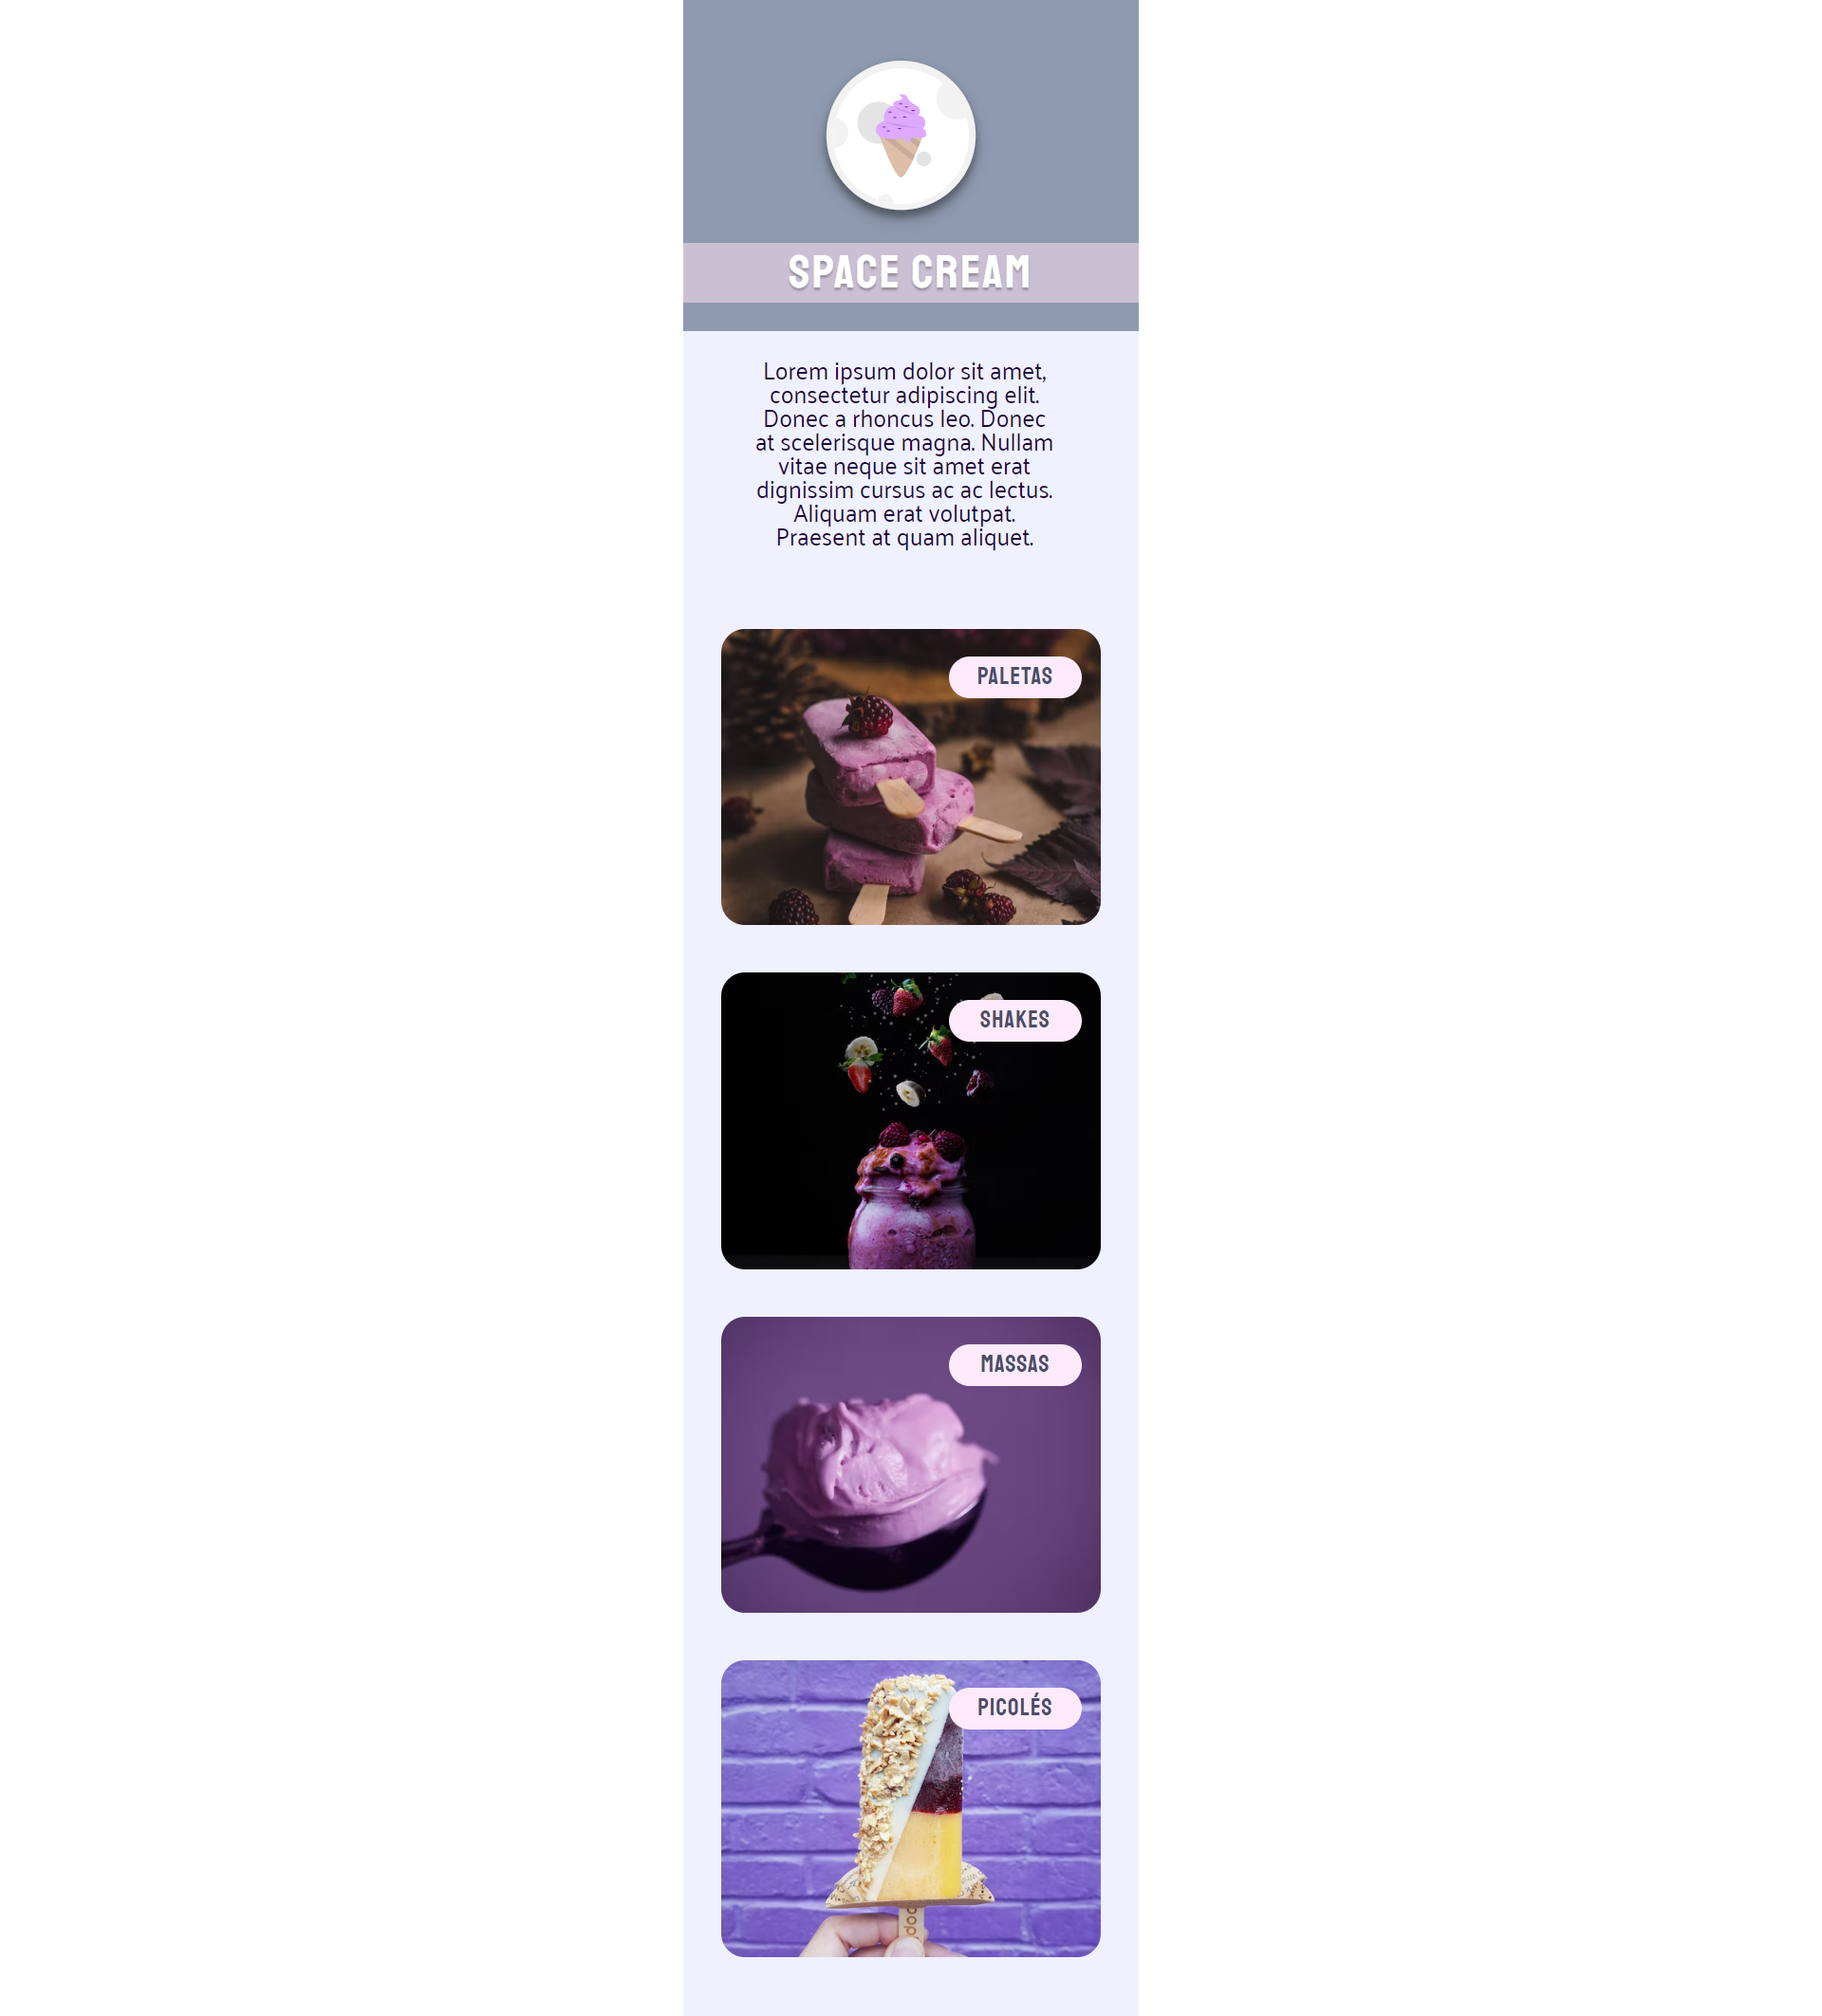 SPACE CREAM
Lorem ipsum dolor sit amet,
consectetur adipiscing elit.
Donec a rhoncus leo. Donec
at scelerisque magna. Nullam
vitae neque sit amet erat
dignissim cursus ac ac lectus.
Aliquam erat volutpat.
Praesent at quam aliquet.
PALETAS
SHAKES
MASSAS
PICOLÉS